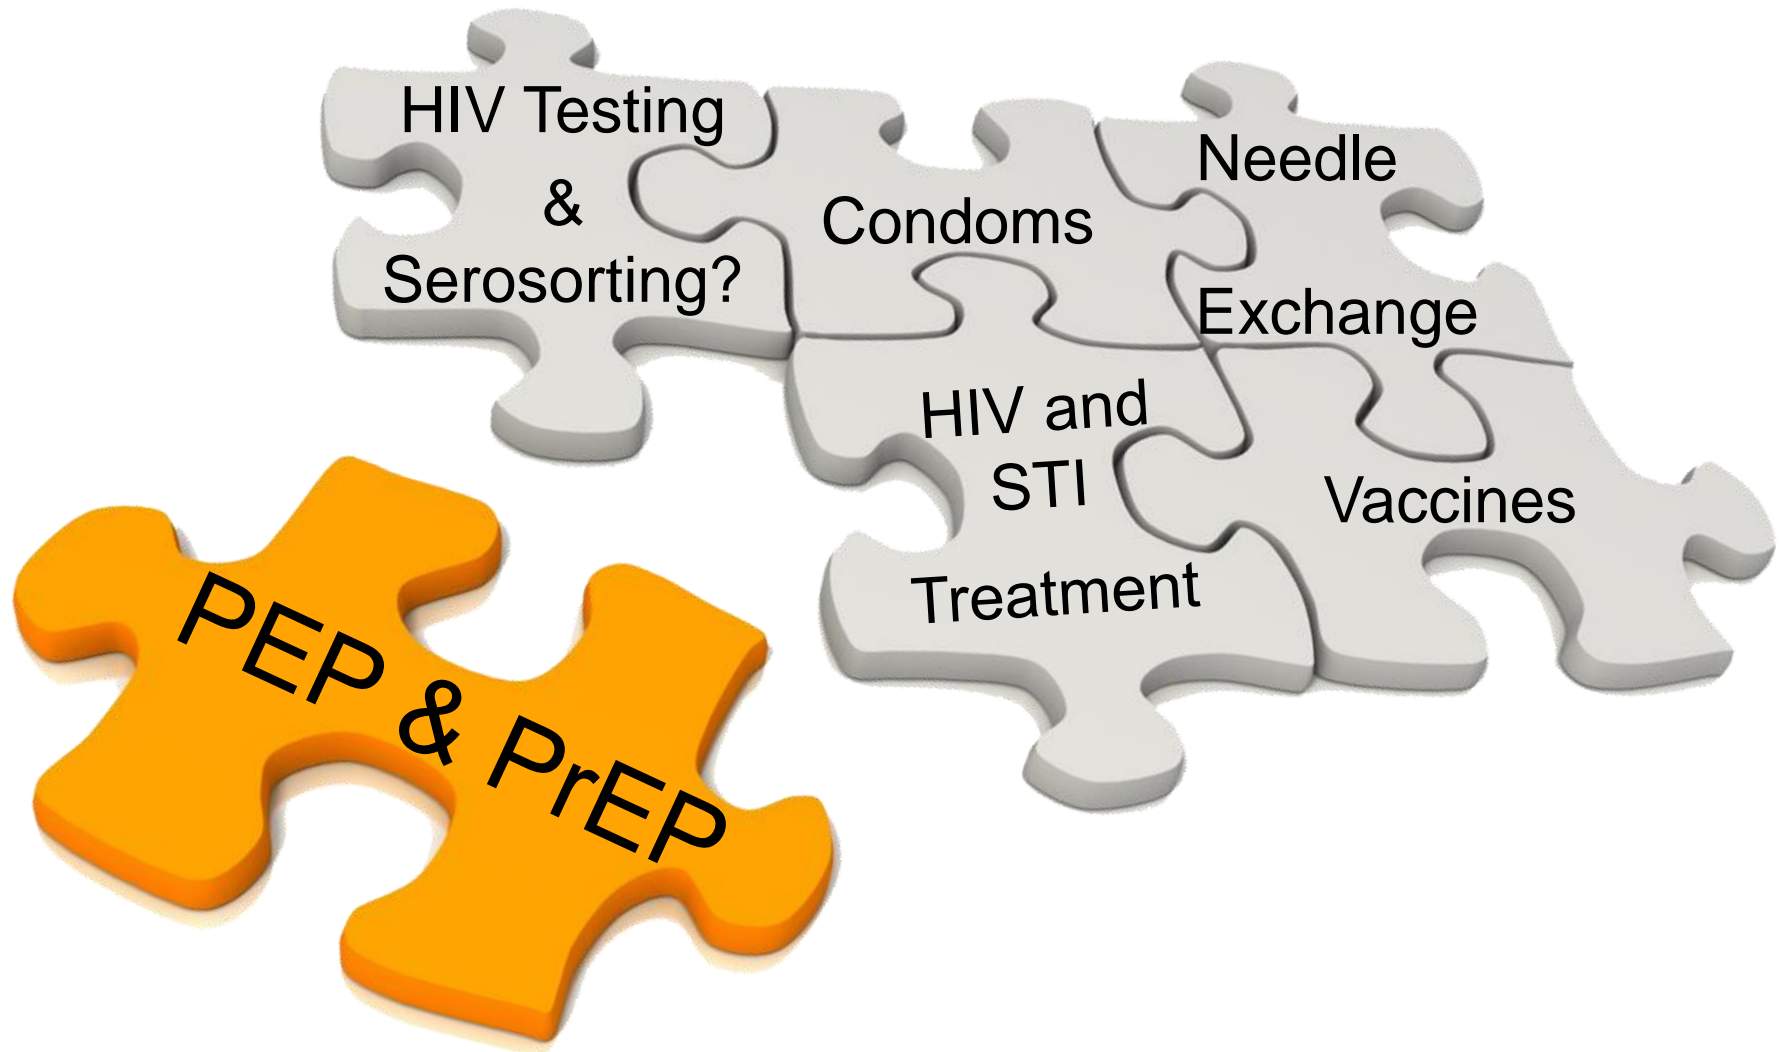 HIV Testing
&
Serosorting?
Condoms
Needle
Exchange
HIV and
STI
Treatment
Vaccines
PEP & PrEP